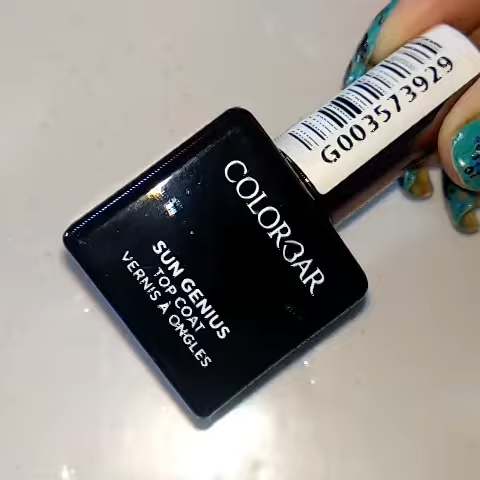 G003573929
COLORBAR
SUN GENIUS
TOP COAT
VERNIS À ONGLES